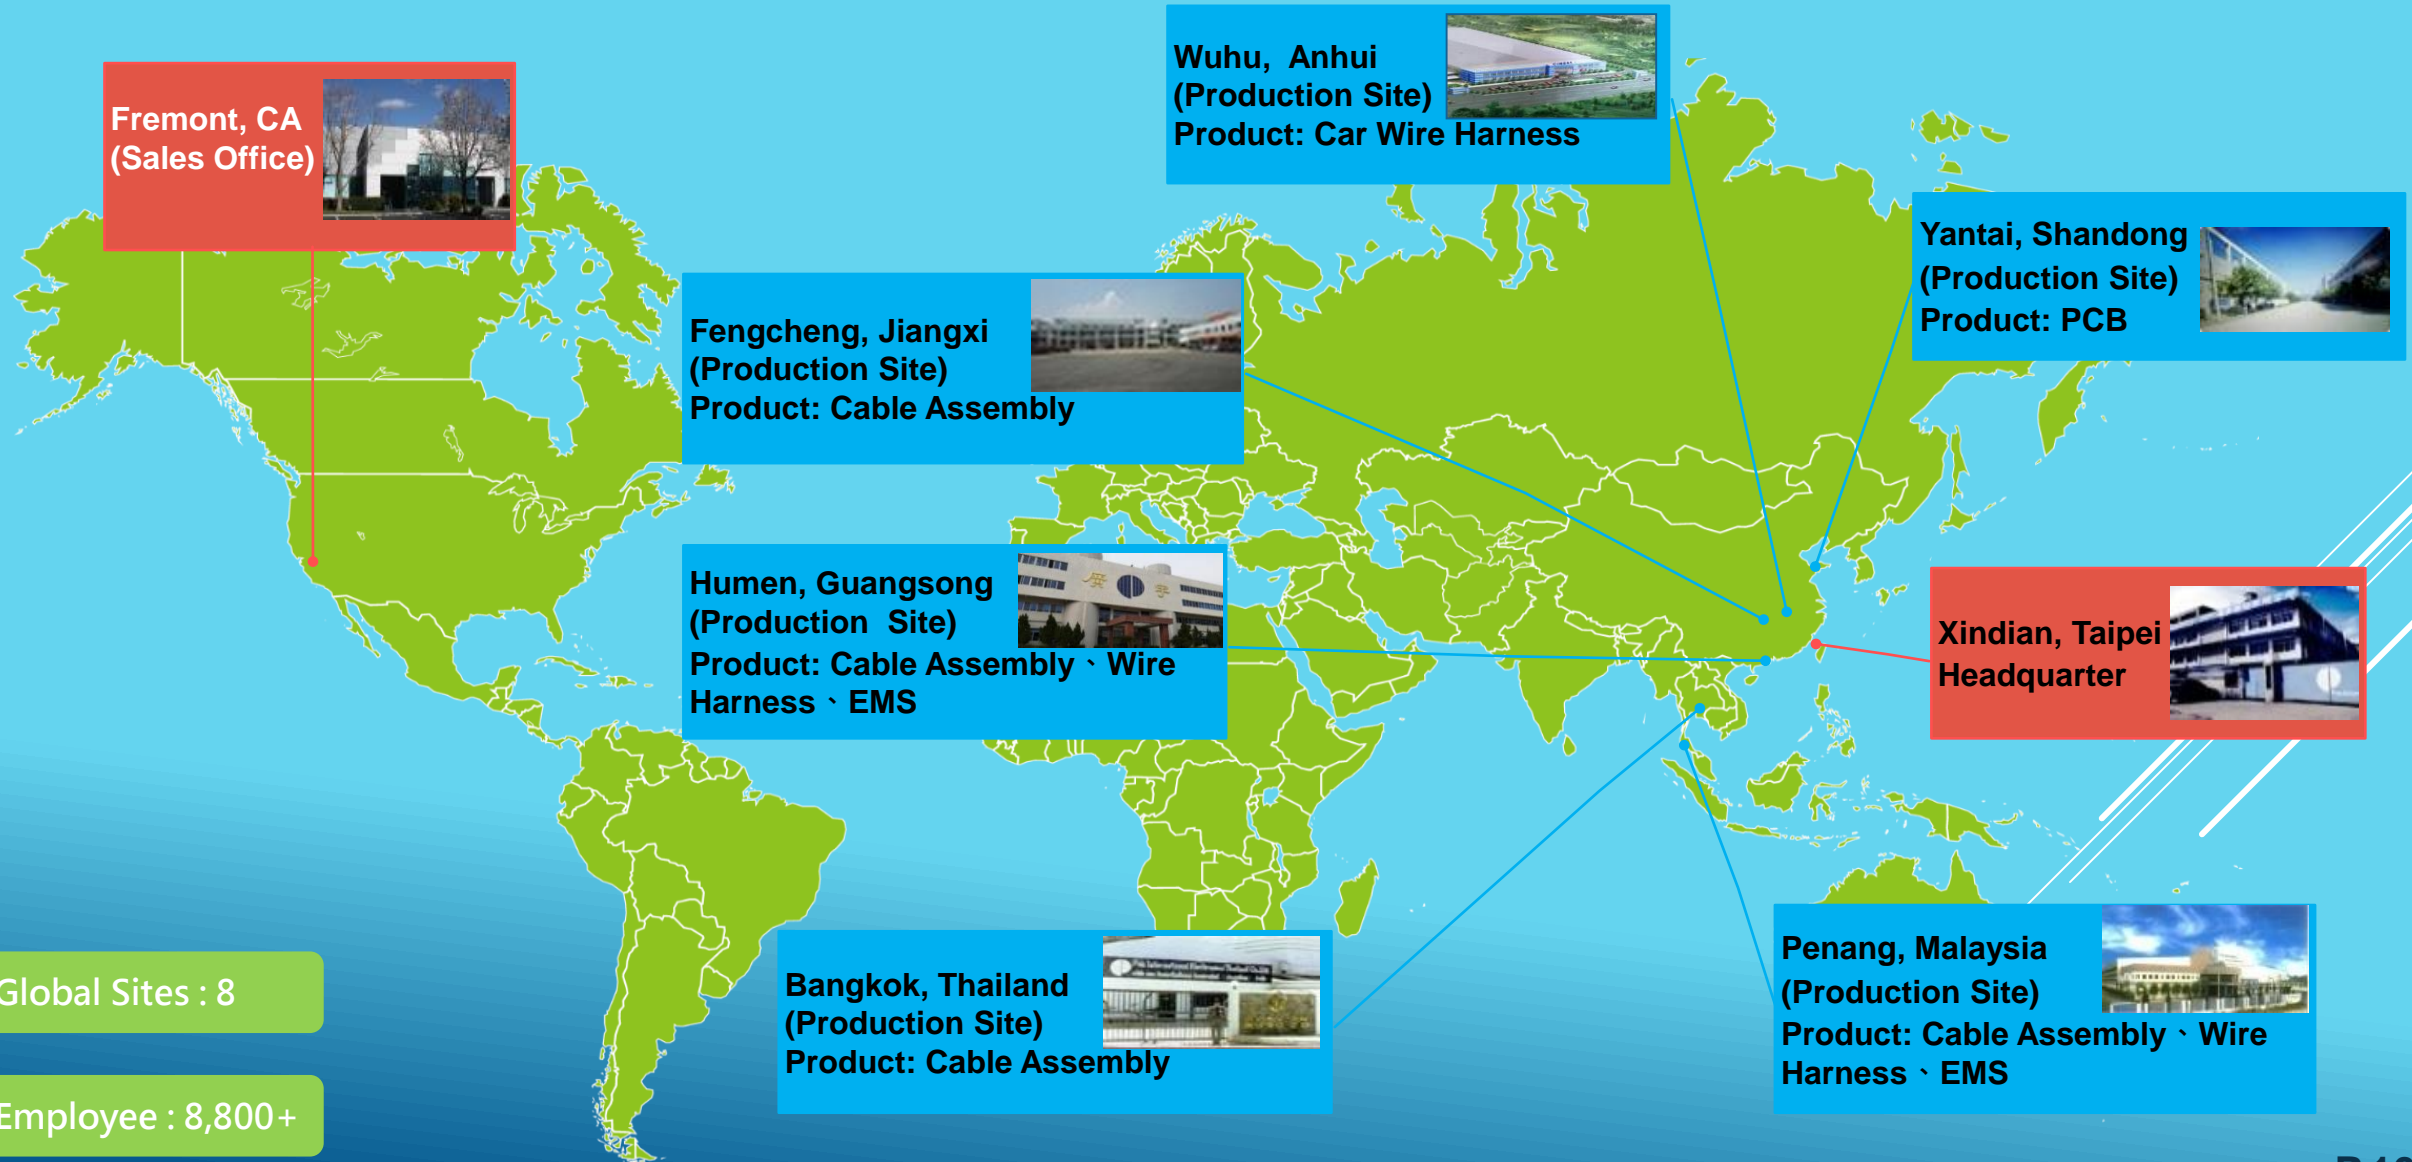 Wuhu, Anhui
(Production Site)
Product: Car Wire Harness
Fremont, CA
(Sales Office)
Yantai, Shandong
(Production Site)
Product: PCB
Fengcheng, Jiangxi
(Production Site)
Product: Cable Assembly
Humen, Guangsong
(Production Site)
Product: Cable Assembly、Wire
Harness、EMS
廣宇
Xindian, Taipei
Headquarter
Bangkok, Thailand
(Production Site)
Product: Cable Assembly
Penang, Malaysia
(Production Site)
Product: Cable Assembly、Wire
Harness、EMS
Global Sites : 8
Employee : 8,800+